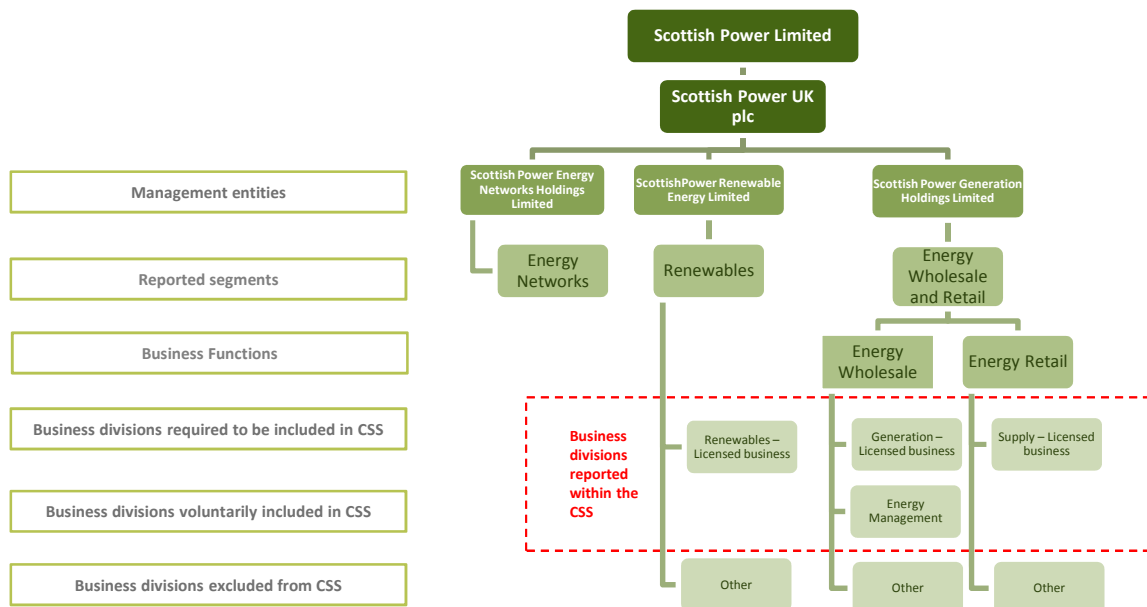 Scottish Power Limited
Scottish Power UK
plc
Management entities
Scottish Power Energy
Networks Holdings
Limited
ScottishPower Renewable
Energy Limited
Scottish Power Generation
Holdings Limited
Reported segments
Energy
Networks
Renewables
Energy
Wholesale
and Retail
Business Functions
Energy
Wholesale
Energy Retail
Business divisions required to be included in CSS
Business
divisions
reported
within the
CSS
Renewables –
Licensed business
Generation –
Licensed business
Supply – Licensed
business
Business divisions voluntarily included in CSS
Energy
Management
Business divisions excluded from CSS
Other
Other
Other